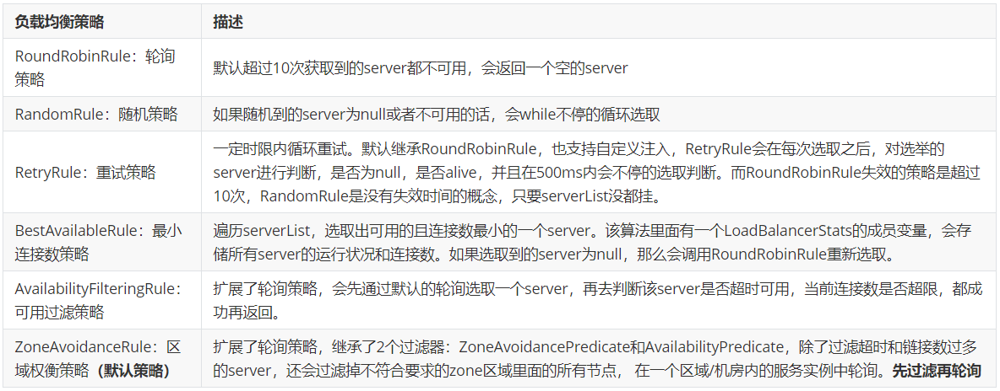 负载均衡策略 描述
RoundRobinRule：轮询
策略
默认超过10次获取到的server都不可用，会返回一个空的server
RandomRule：随机策略
如果随机到的server为null或者不可用的话，会while不停的循环选取
RetryRule：重试策略
一定时限内循环重试。默认继承RoundRobinRule，也支持自定义注入，RetryRule会在每次选取之后，对选举的
server进行判断，是否为null，是否alive，并且在500ms内会不停的选取判断。而RoundRobinRule失效的策略是超过
10次，RandomRule是没有失效时间的概念，只要serverList没都挂。
BestAvailableRule：最小
连接数策略
遍历serverList，选取出可用的且连接数最小的一个server。该算法里面有一个LoadBalancerStats的成员变量，会存
储所有server的运行状况和连接数。如果选取到的server为null，那么会调用RoundRobinRule重新选取。
AvailabilityFilteringRule：
可用过滤策略
扩展了轮询策略，会先通过默认的轮询选取一个server，再去判断该server是否超时可用，当前连接数是否超限，都成
功再返回。
ZoneAvoidanceRule：区
域权衡策略（默认策略）
扩展了轮询策略，继承了2个过滤器：ZoneAvoidancePredicate和AvailabilityPredicate，除了过滤超时和链接数过多
的server，还会过滤掉不符合要求的zone区域里面的所有节点， 在一个区域/机房内的服务实例中轮询。先过滤再轮询